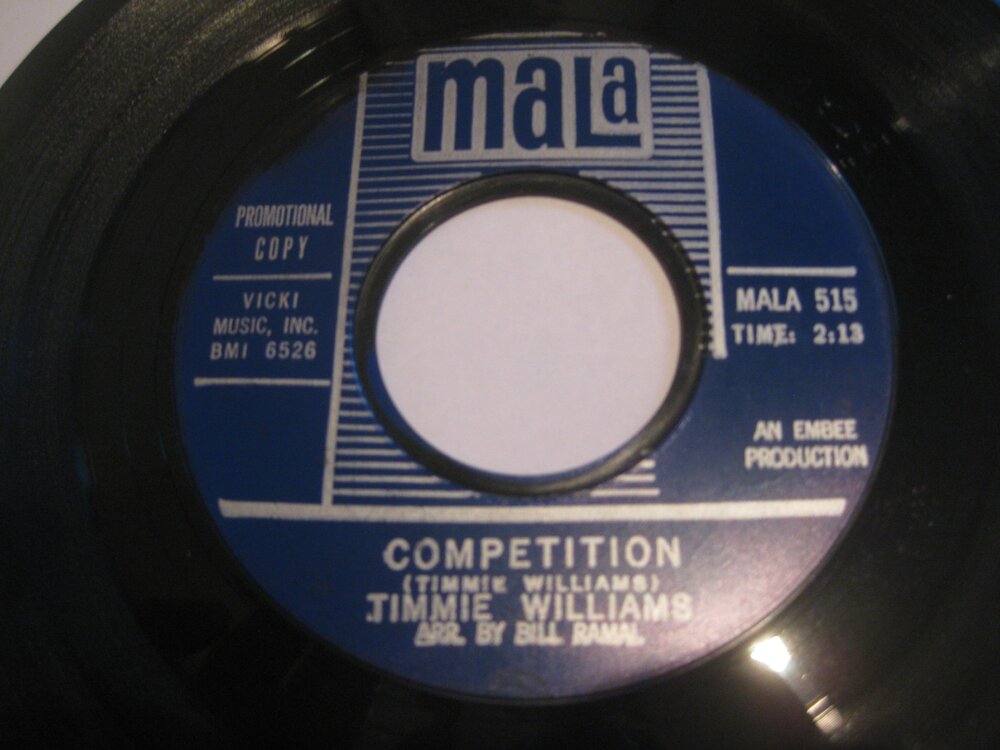 mala
PROMOTIONAL
COPY
VICKI
MUSIC, INC.
BMI 6526
MALA 515
TIME: 2:13
AN EMBEE
PRODUCTION
COMPETITION
(TIMMIE WILLIAMS)
TIMMIE WILLIAMS
ARR. BY BILL RAMAL